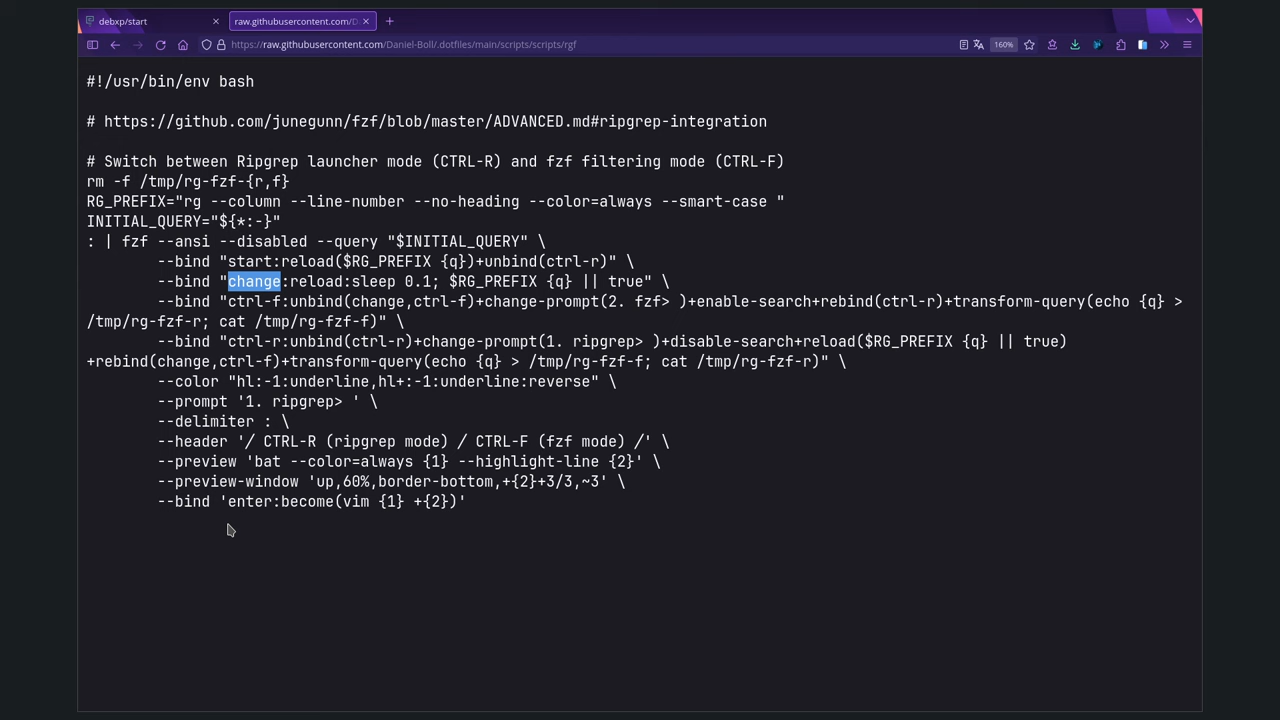 debxp/start
raw.githubusercontent.com/D
https://raw.githubusercontent.com/Daniel-Boll/.dotfiles/main/scripts/scripts/rgf
160%
#!/usr/bin/env bash
# https://github.com/junegunn/fzf/blob/master/ADVANCED.md#ripgrep-integration
# Switch between Ripgrep launcher mode (CTRL-R) and fzf filtering mode (CTRL-F)
rm -f /tmp/rg-fzf-{r,f}
RG_PREFIX="rg --column --line-number --no-heading --color=always --smart-case "
INITIAL_QUERY="${*:-}"
: | fzf --ansi --disabled --query "$INITIAL_QUERY" \
--bind "start:reload($RG_PREFIX {q})+unbind(ctrl-r)" \
--bind "change:reload:sleep 0.1; $RG_PREFIX {q} || true" \
--bind "ctrl-f:unbind(change,ctrl-f)+change-prompt(2. fzf> )+enable-search+rebind(ctrl-r)+transform-query(echo {q} >
/tmp/rg-fzf-r; cat /tmp/rg-fzf-f)" \
--bind "ctrl-r:unbind(ctrl-r)+change-prompt(1. ripgrep> )+disable-search+reload($RG_PREFIX {q} || true)
+rebind(change,ctrl-f)+transform-query(echo {q} > /tmp/rg-fzf-f; cat /tmp/rg-fzf-r)" \
--color "hl:-1:underline,hl+:-1:underline:reverse" \
--prompt '1. ripgrep> ' \
--delimiter : \
--header '/ CTRL-R (ripgrep mode) / CTRL-F (fzf mode) /' \
--preview 'bat --color=always {1} --highlight-line {2}' \
--preview-window 'up,60%,border-bottom,+{2}+3/3,~3' \
--bind 'enter:become(vim {1} +{2})'